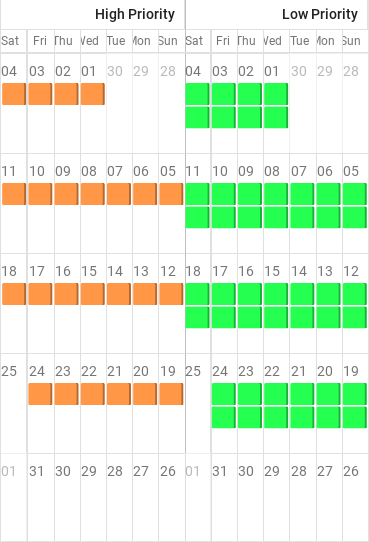 High Priority Low Priority
Sat Fri Thu Wed Tue Mon Sun Sat Fri Thu Wed Tue Mon Sun
04 03 02 01 30 29 28 04 03 02 01 30 29 28
11 10 09 08 07 06 05 11 10 09 08 07 06 05
18 17 16 15 14 13 12 18 17 16 15 14 13 12
25 24 23 22 21 20 19 25 24 23 22 21 20 19
01 31 30 29 28 27 26 01 31 30 29 28 27 26